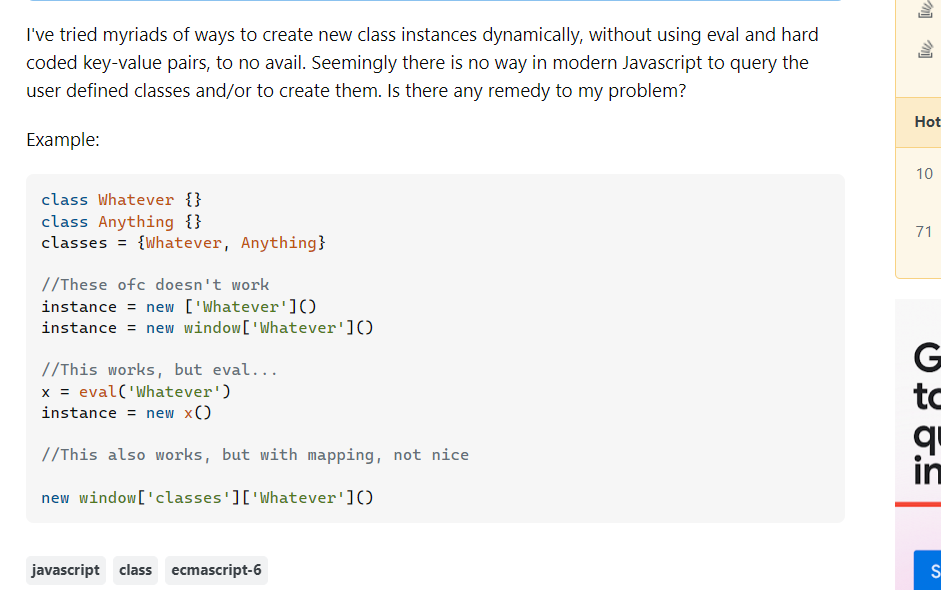 I've tried myriads of ways to create new class instances dynamically, without using eval and hard
coded key-value pairs, to no avail. Seemingly there is no way in modern Javascript to query the
user defined classes and/or to create them. Is there any remedy to my problem?
Example:
class Whatever {}
class Anything {}
classes = {Whatever, Anything}
//These ofc doesn't work
instance = new ['Whatever']()
instance = new window['Whatever']()
//This works, but eval...
x = eval('Whatever')
instance = new x()
//This also works, but with mapping, not nice
new window['classes']['Whatever']()
javascript class ecmascript-6
Hot
10
71
G
to
qu
in
S